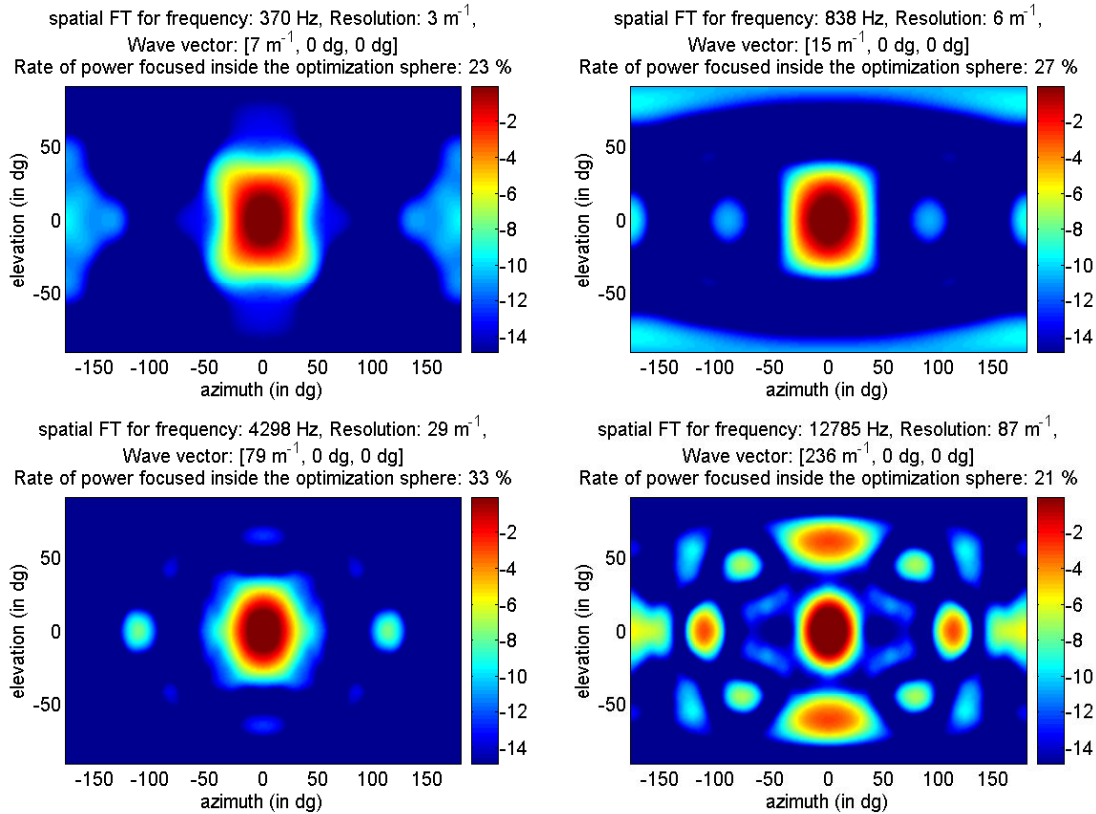 spatial FT for frequency: 370 Hz, Resolution: 3 m⁻¹,
Wave vector: [7 m⁻¹, 0 dg, 0 dg]
Rate of power focused inside the optimization sphere: 23 %
elevation (in dg)
50
0
-50
-150 -100 -50 0 50 100 150
azimuth (in dg)
-2
-4
-6
-8
-10
-12
-14
spatial FT for frequency: 838 Hz, Resolution: 6 m⁻¹,
Wave vector: [15 m⁻¹, 0 dg, 0 dg]
Rate of power focused inside the optimization sphere: 27 %
elevation (in dg)
50
0
-50
-150 -100 -50 0 50 100 150
azimuth (in dg)
-2
-4
-6
-8
-10
-12
-14
spatial FT for frequency: 4298 Hz, Resolution: 29 m⁻¹,
Wave vector: [79 m⁻¹, 0 dg, 0 dg]
Rate of power focused inside the optimization sphere: 33 %
elevation (in dg)
50
0
-50
-150 -100 -50 0 50 100 150
azimuth (in dg)
-2
-4
-6
-8
-10
-12
-14
spatial FT for frequency: 12785 Hz, Resolution: 87 m⁻¹,
Wave vector: [236 m⁻¹, 0 dg, 0 dg]
Rate of power focused inside the optimization sphere: 21 %
elevation (in dg)
50
0
-50
-150 -100 -50 0 50 100 150
azimuth (in dg)
-2
-4
-6
-8
-10
-12
-14